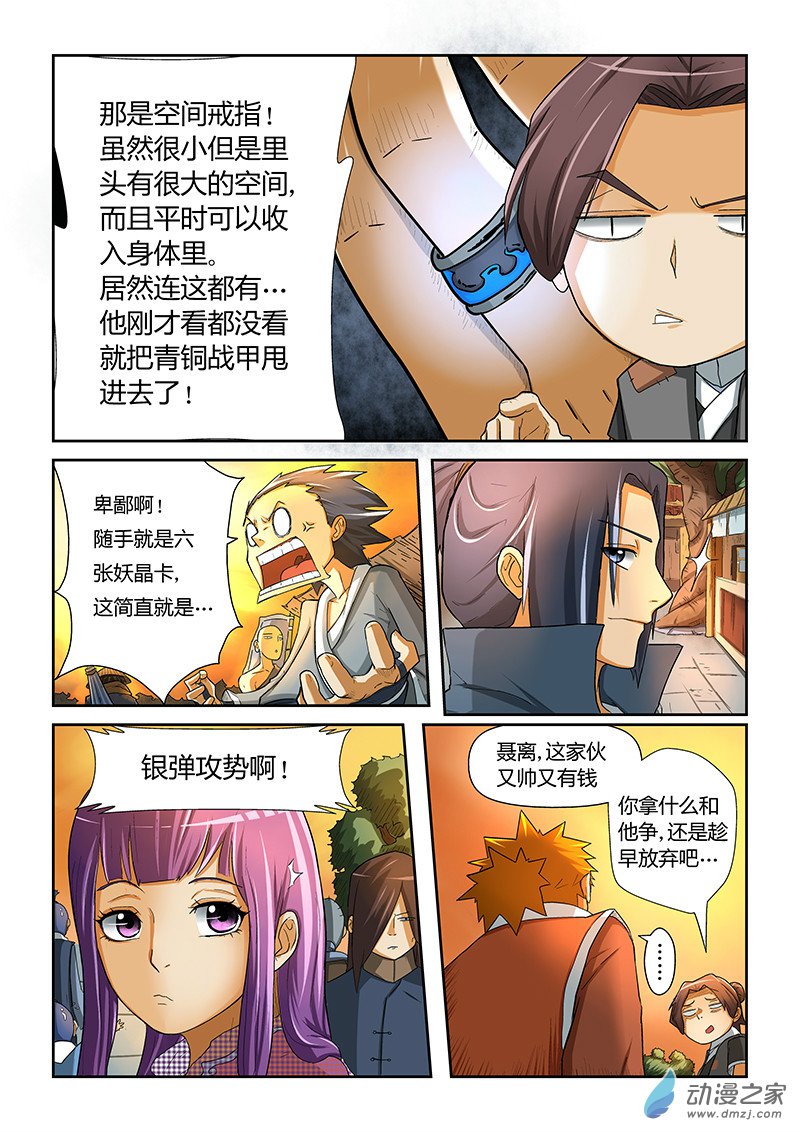 那是空间戒指！
虽然很小但是里
头有很大的空间，
而且平时可以收
入身体里。
居然连这都有…
他刚才看都没看
就把青铜战甲甩
进去了！
卑鄙啊！
随手就是六
张妖晶卡，
这简直就是…
银弹攻势啊！
聂离，这家伙
又帅又有钱
你拿什么和
他争，还是趁
早放弃吧…
……
动漫之家
www.dmzj.com